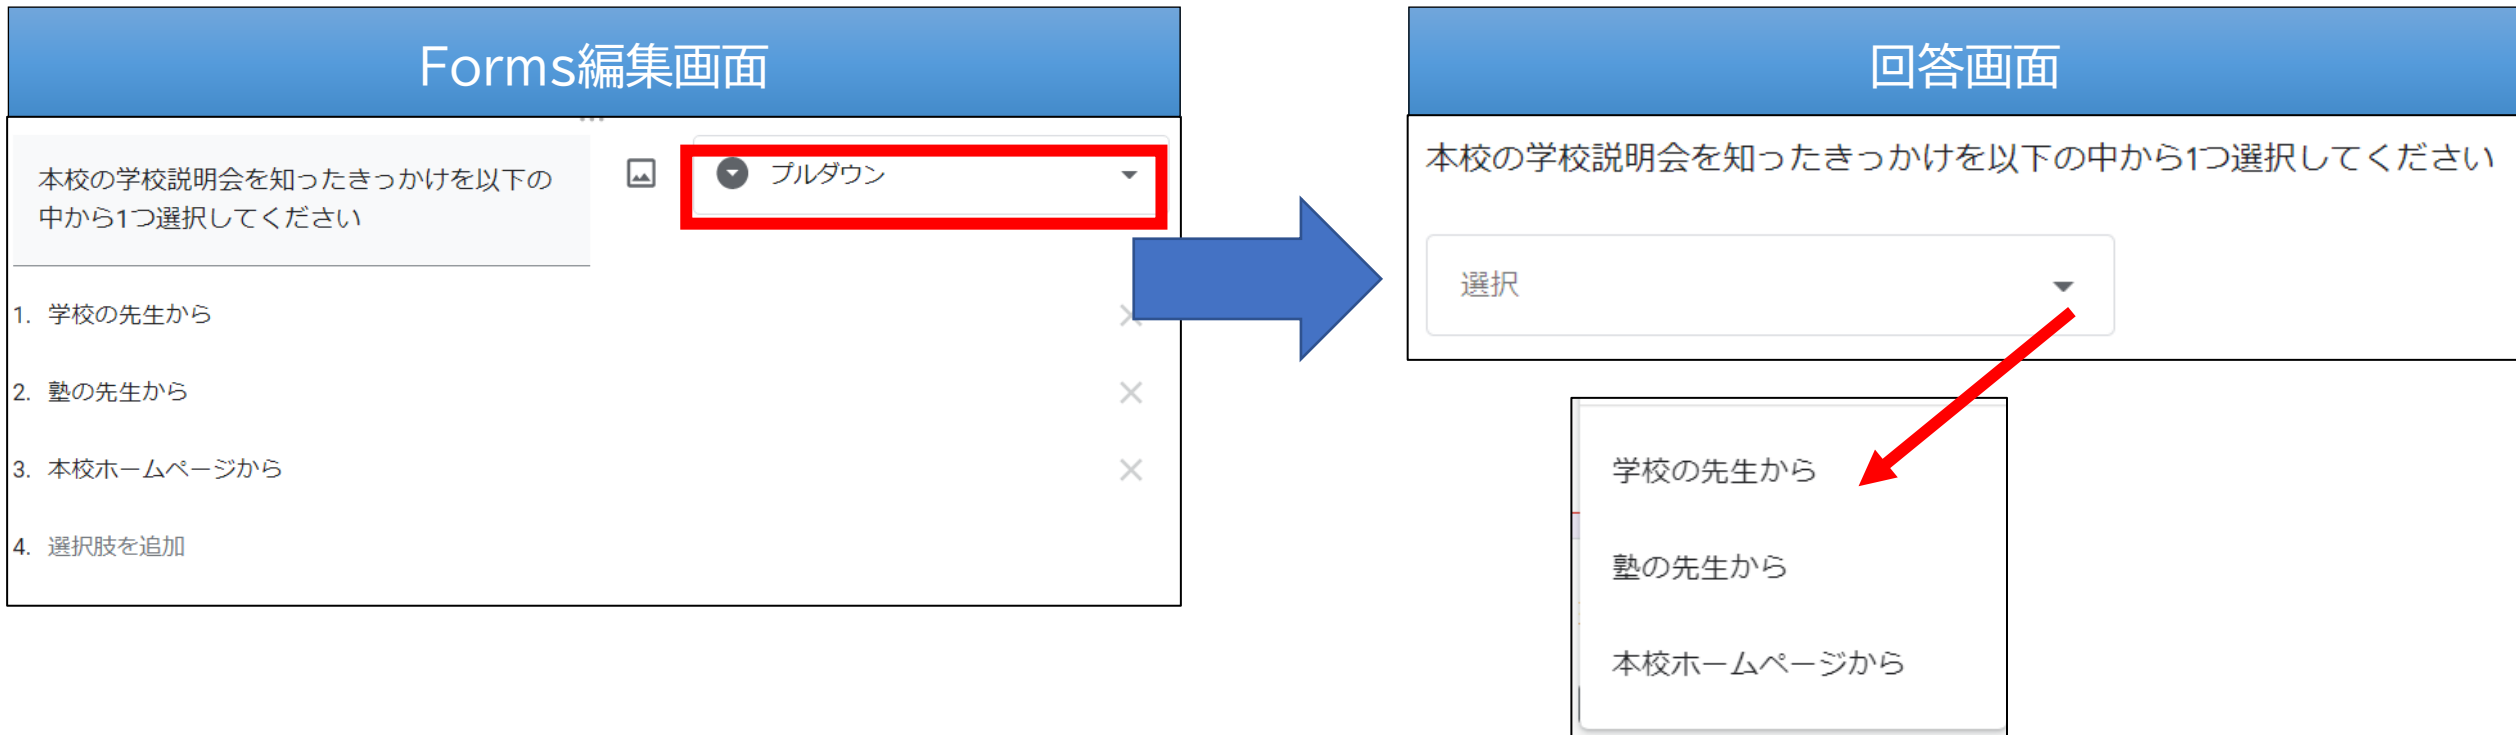 Forms編集画面
本校の学校説明会を知ったきっかけを以下の
中から1つ選択してください
プルダウン
1. 学校の先生から
2. 塾の先生から
3. 本校ホームページから
4. 選択肢を追加
回答画面
本校の学校説明会を知ったきっかけを以下の中から1つ選択してください
選択
学校の先生から
塾の先生から
本校ホームページから